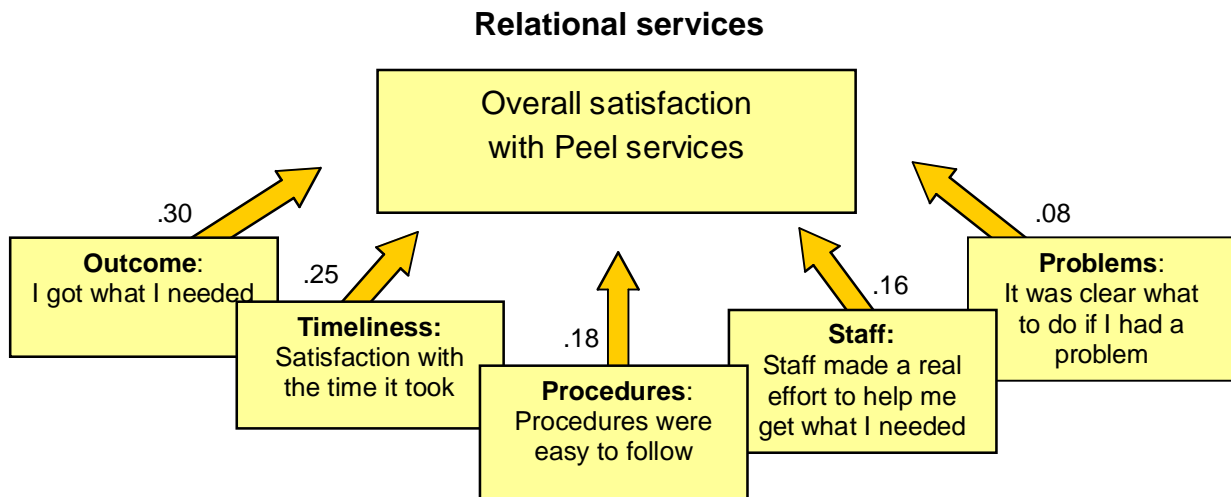 Relational services
Overall satisfaction
with Peel services
.30
Outcome:
I got what I needed
.25
Timeliness:
Satisfaction with
the time it took
.18
Procedures:
Procedures were
easy to follow
.16
Staff:
Staff made a real
effort to help me
get what I needed
.08
Problems:
It was clear what
to do if I had a
problem